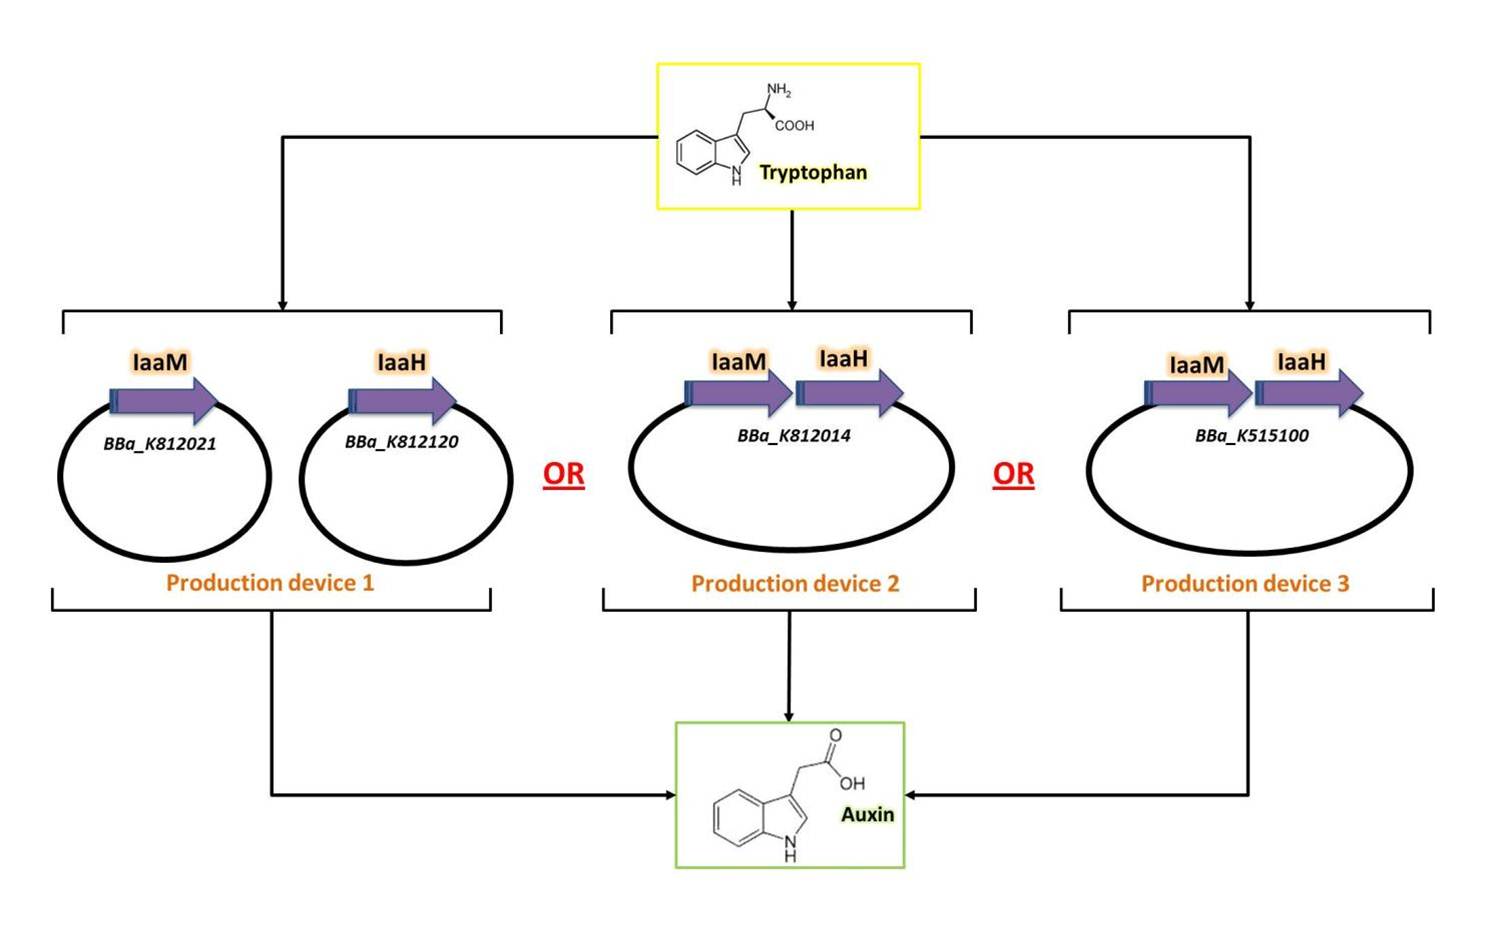 NH2
COOH
N
H
Tryptophan
IaaM
IaaH
IaaM
IaaH
IaaM
IaaH
BBa_K812021
BBa_K812120
BBa_K812014
BBa_K515100
OR
OR
Production device 1
Production device 2
Production device 3
O
OH
Auxin
N
H